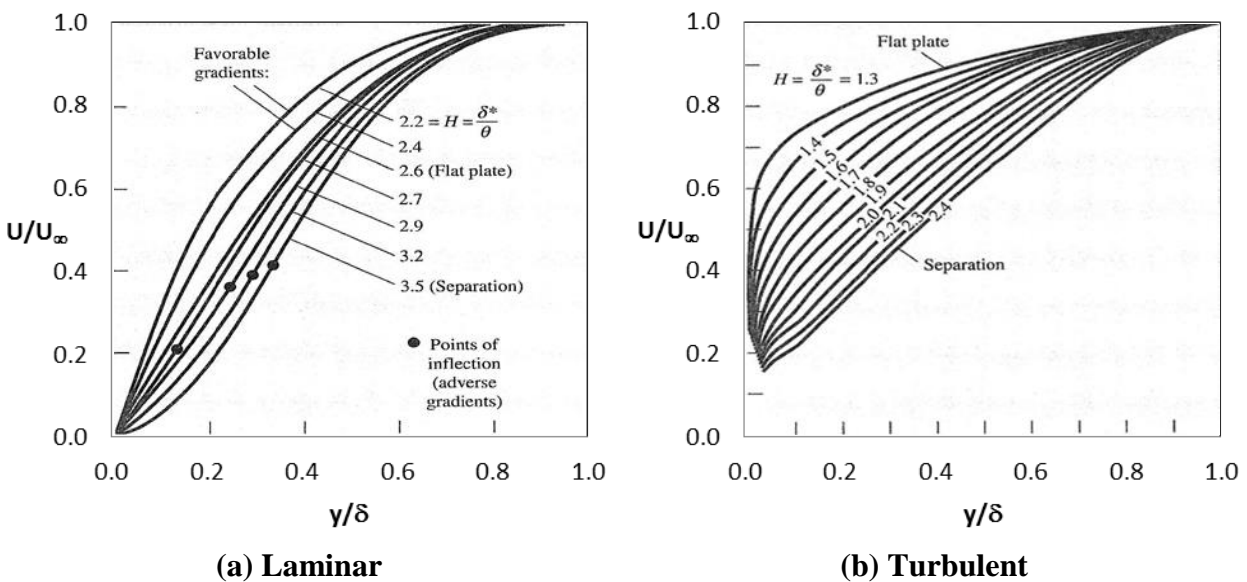 1.0
0.8
0.6
U/U∞
0.4
0.2
0.0
0.0 0.2 0.4 0.6 0.8 1.0
y/δ
Favorable
gradients:
2.2 = H = δ*/θ
2.4
2.6 (Flat plate)
2.7
2.9
3.2
3.5 (Separation)
Points of
inflection
(adverse
gradients)
(a) Laminar
1.0
0.8
0.6
U/U∞
0.4
0.2
0.0
0.0 0.2 0.4 0.6 0.8 1.0
y/δ
Flat plate
H = δ*/θ = 1.3
1.4
1.5
1.6
1.7
1.8
1.9
2.0
2.1
2.2
2.3
2.4
Separation
(b) Turbulent